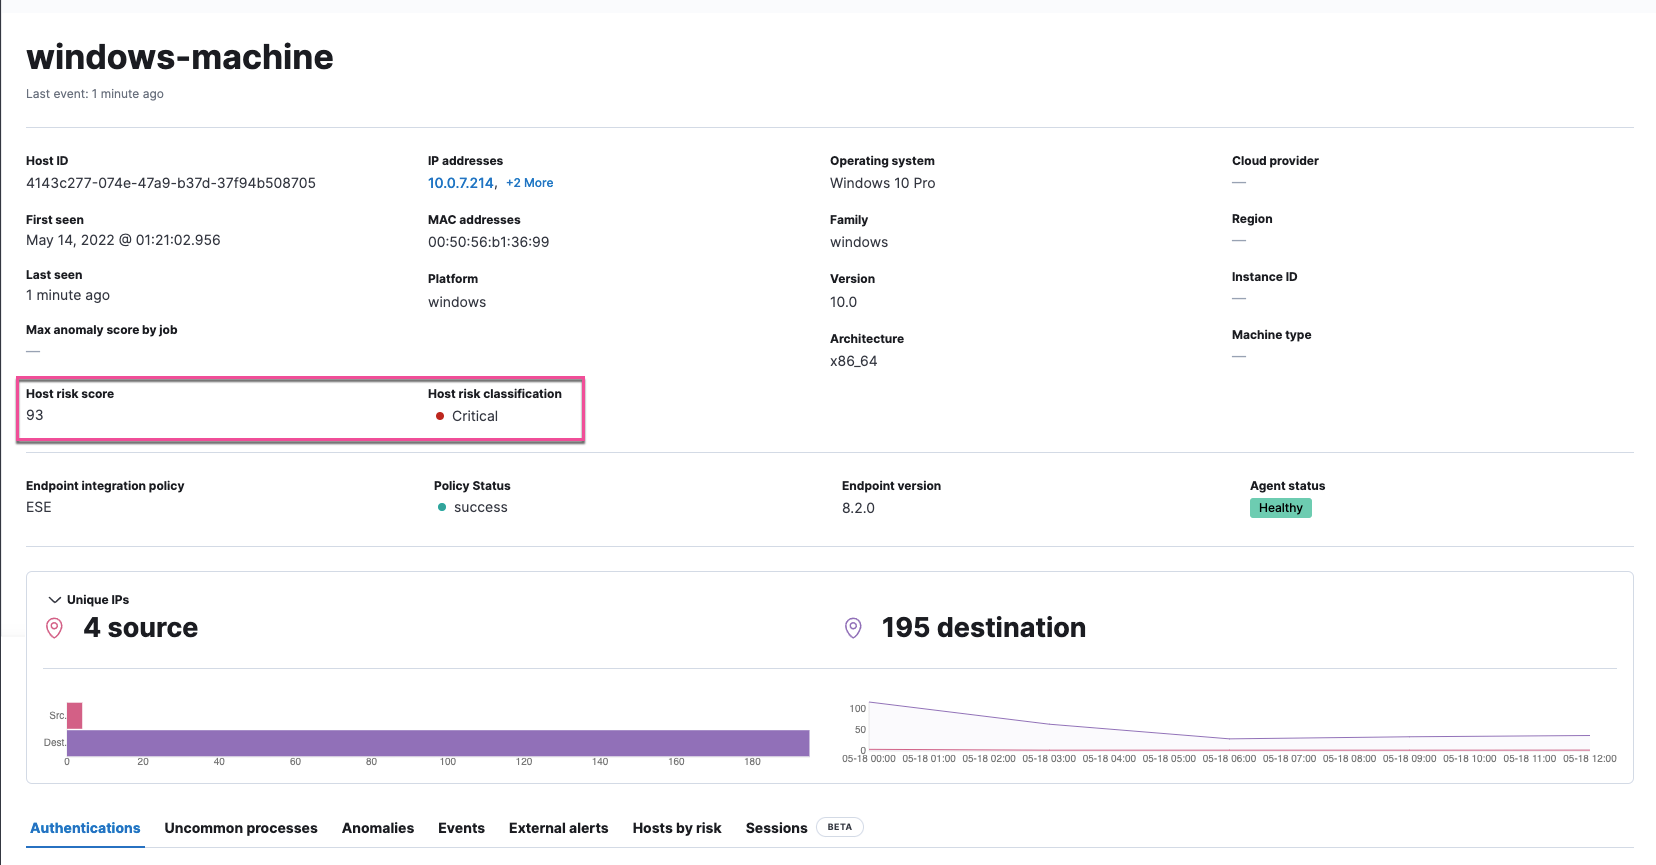 windows-machine
Last event: 1 minute ago
Host ID
4143c277-074e-47a9-b37d-37f94b508705
First seen
May 14, 2022 @ 01:21:02.956
Last seen
1 minute ago
Max anomaly score by job
—
IP addresses
10.0.7.214, +2 More
MAC addresses
00:50:56:b1:36:99
Platform
windows
Operating system
Windows 10 Pro
Family
windows
Version
10.0
Architecture
x86_64
Cloud provider
—
Region
—
Instance ID
—
Machine type
—
Host risk score
93
Host risk classification
Critical
Endpoint integration policy
ESE
Policy Status
success
Endpoint version
8.2.0
Agent status
Healthy
Unique IPs
4 source
195 destination
Src.
Dest.
0 20 40 60 80 100 120 140 160 180
100
50
0
05-18 00:00 05-18 01:00 05-18 02:00 05-18 03:00 05-18 04:00 05-18 05:00 05-18 06:00 05-18 07:00 05-18 08:00 05-18 09:00 05-18 10:00 05-18 11:00 05-18 12:00
Authentications Uncommon processes Anomalies Events External alerts Hosts by risk Sessions BETA